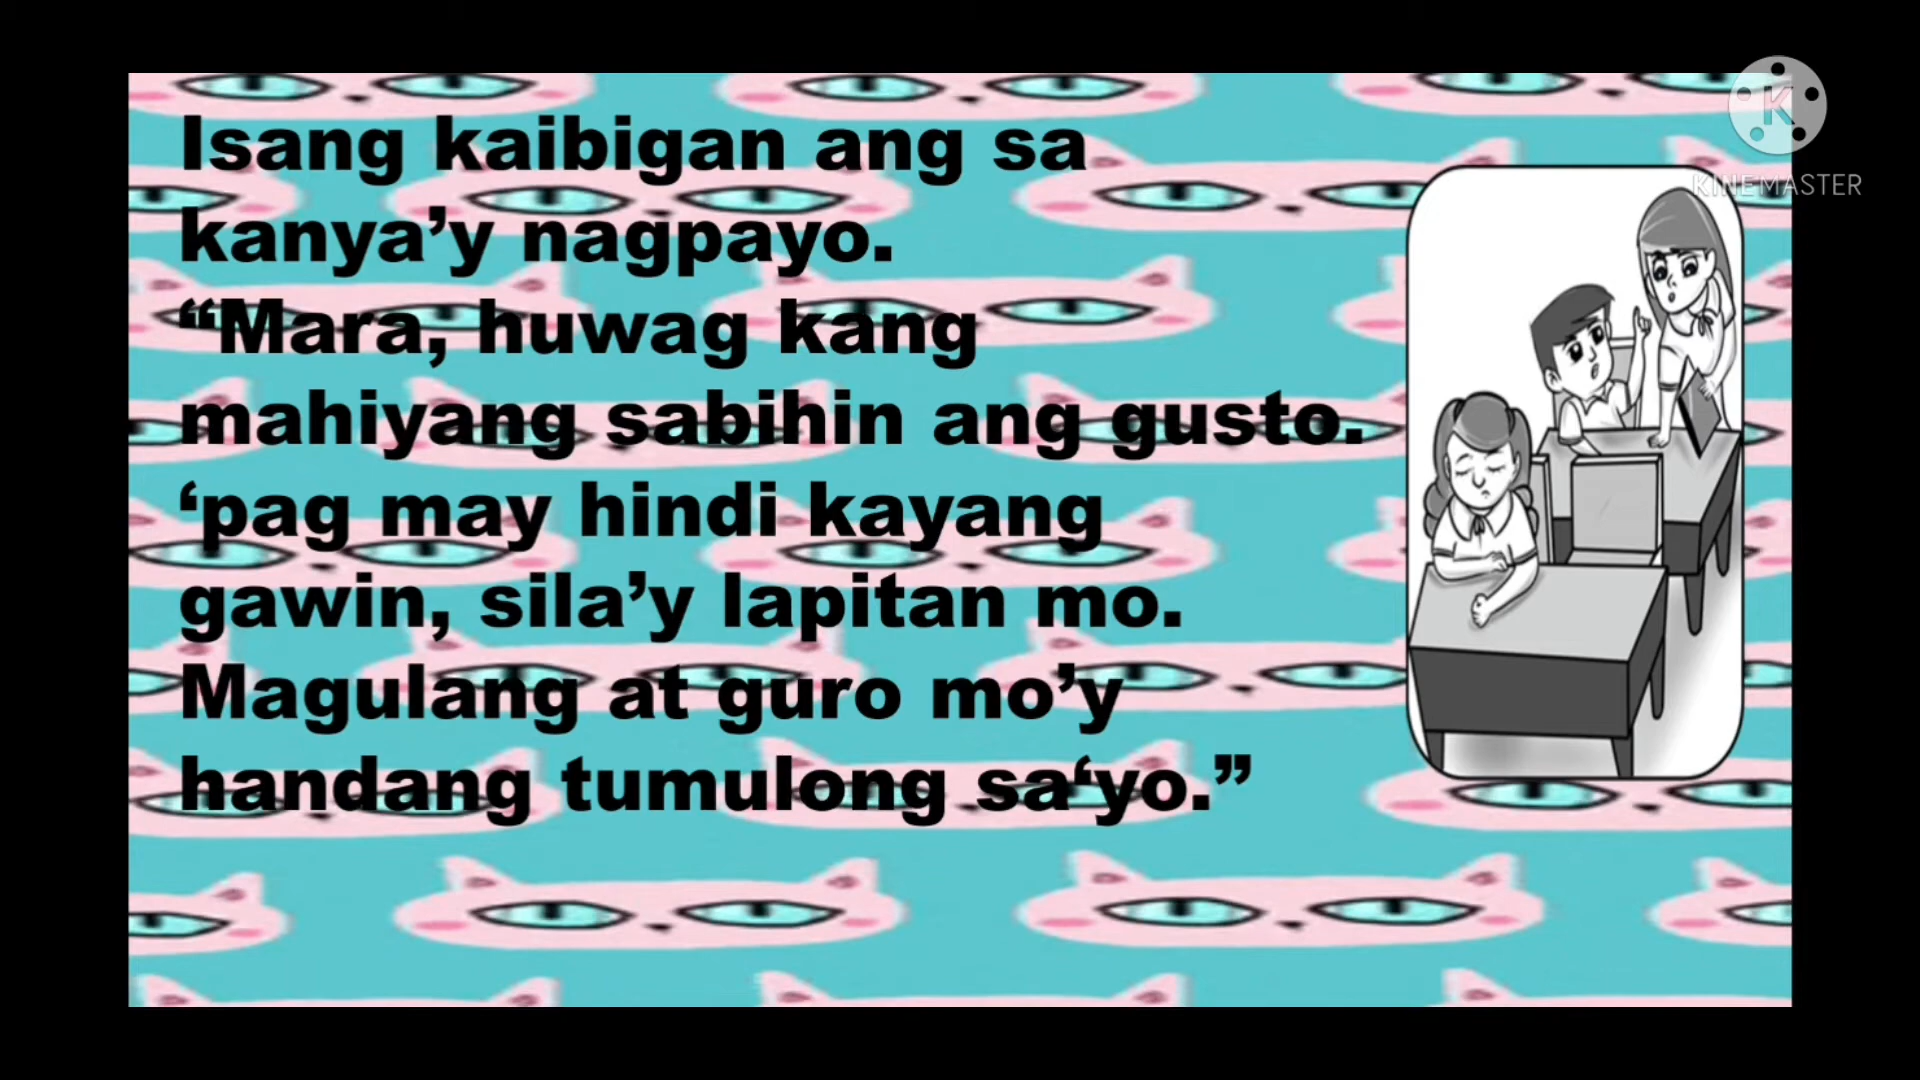 Isang kaibigan ang sa
kanya’y nagpayo.
“Mara, huwag kang
mahiyang sabihin ang gusto.
‘pag may hindi kayang
gawin, sila’y lapitan mo.
Magulang at guro mo’y
handang tumulong sa‘yo.”
K
KINEMASTER